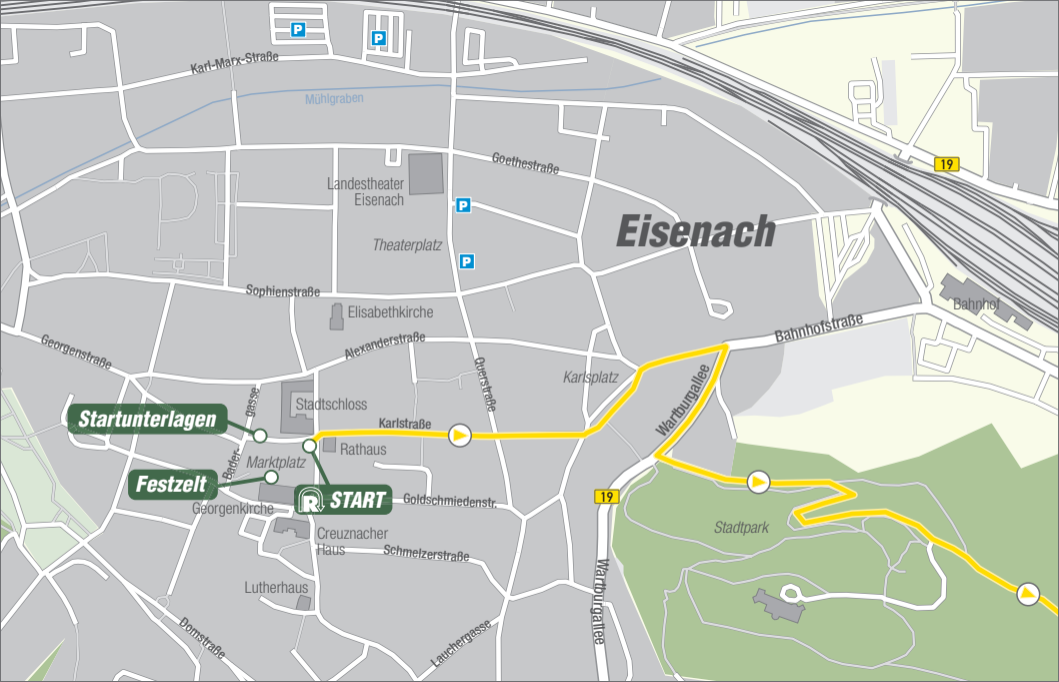 P
P
Karl-Marx-Straße
Mühlgraben
Goethestraße
19
Landestheater
Eisenach
P
Eisenach
Theaterplatz
P
Sophienstraße
Bahnhof
Elisabethkirche
Bahnhofstraße
Georgenstraße
Alexanderstraße
Karlsplatz
Querstraße
Wartburgallee
Stadtschloss
Startunterlagen
Bader-
gasse
Karlstraße
Rathaus
Marktplatz
Festzelt
R START
Goldschmiedenstr.
19
Georgenkirche
Stadtpark
Creuznacher
Haus
Schmelzerstraße
Lutherhaus
Wartburgallee
Domstraße
Lauchergasse